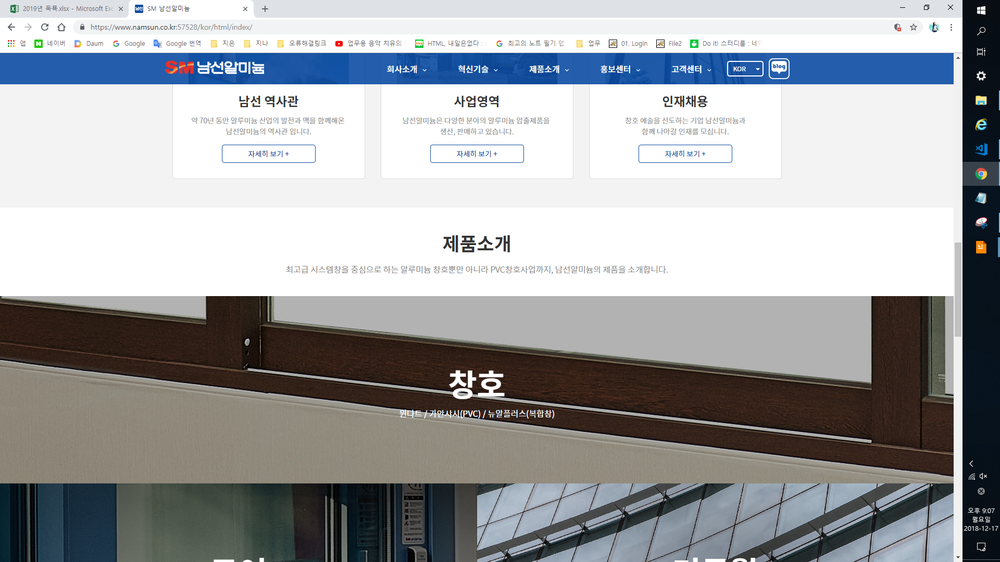 2019년 목푝.xlsx - Microsoft Exc
SM 남선알미늄
https://www.namsun.co.kr:57528/kor/html/index/
앱 네이버 Daum Google Google 번역 지은 지나 오류해결링크 업무용 음악 치유의 HTML, 내일은없다 : 최고의 노트 필기 앱 업무 01. Login File2 Do it! 스터디룸 : 네이
SM 남선알미늄 회사소개 혁신기술 제품소개 홍보센터 고객센터 KOR blog
남선 역사관
약 70년 동안 알루미늄 산업의 발전과 맥을 함께해온
남선알미늄의 역사관 입니다.
자세히 보기 +
사업영역
남선알미늄은 다양한 분야의 알루미늄 압출제품을
생산, 판매하고 있습니다.
자세히 보기 +
인재채용
창호 예술을 선도하는 기업 남선알미늄과
함께 나아갈 인재를 모십니다.
자세히 보기 +
제품소개
최고급 시스템창을 중심으로 하는 알루미늄 창호뿐만 아니라 PVC창호사업까지, 남선알미늄의 제품을 소개합니다.
창호
윈다트 / 가안샤시(PVC) / 뉴알플러스(복합창)
오후 9:07
월요일
2018-12-17